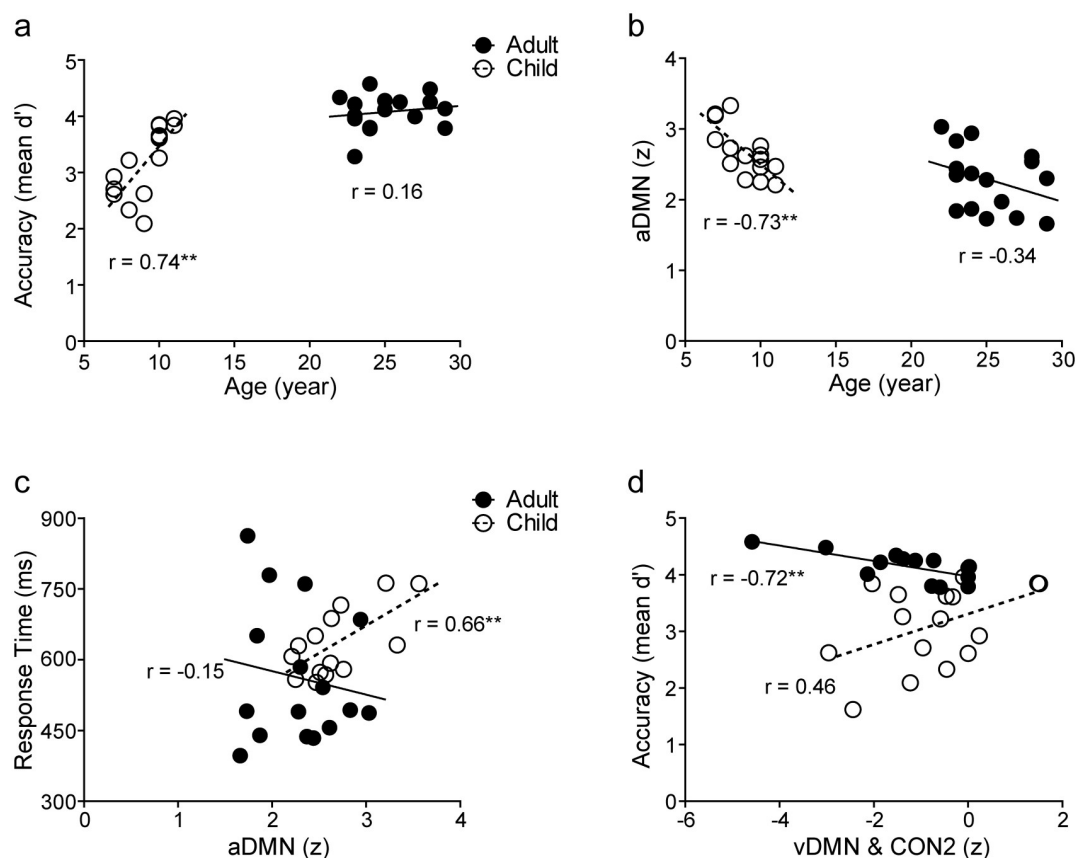 a
Adult
Child
Accuracy (mean d')
5
4
3
2
1
0
r = 0.16
r = 0.74**
5 10 15 20 25 30
Age (year)
b
aDMN (z)
4
3
2
1
0
r = -0.73**
r = -0.34
5 10 15 20 25 30
Age (year)
c
Adult
Child
Response Time (ms)
900
750
600
450
300
r = 0.66**
r = -0.15
0 1 2 3 4
aDMN (z)
d
Accuracy (mean d')
5
4
3
2
1
0
r = -0.72**
r = 0.46
-6 -4 -2 0 2
vDMN & CON2 (z)